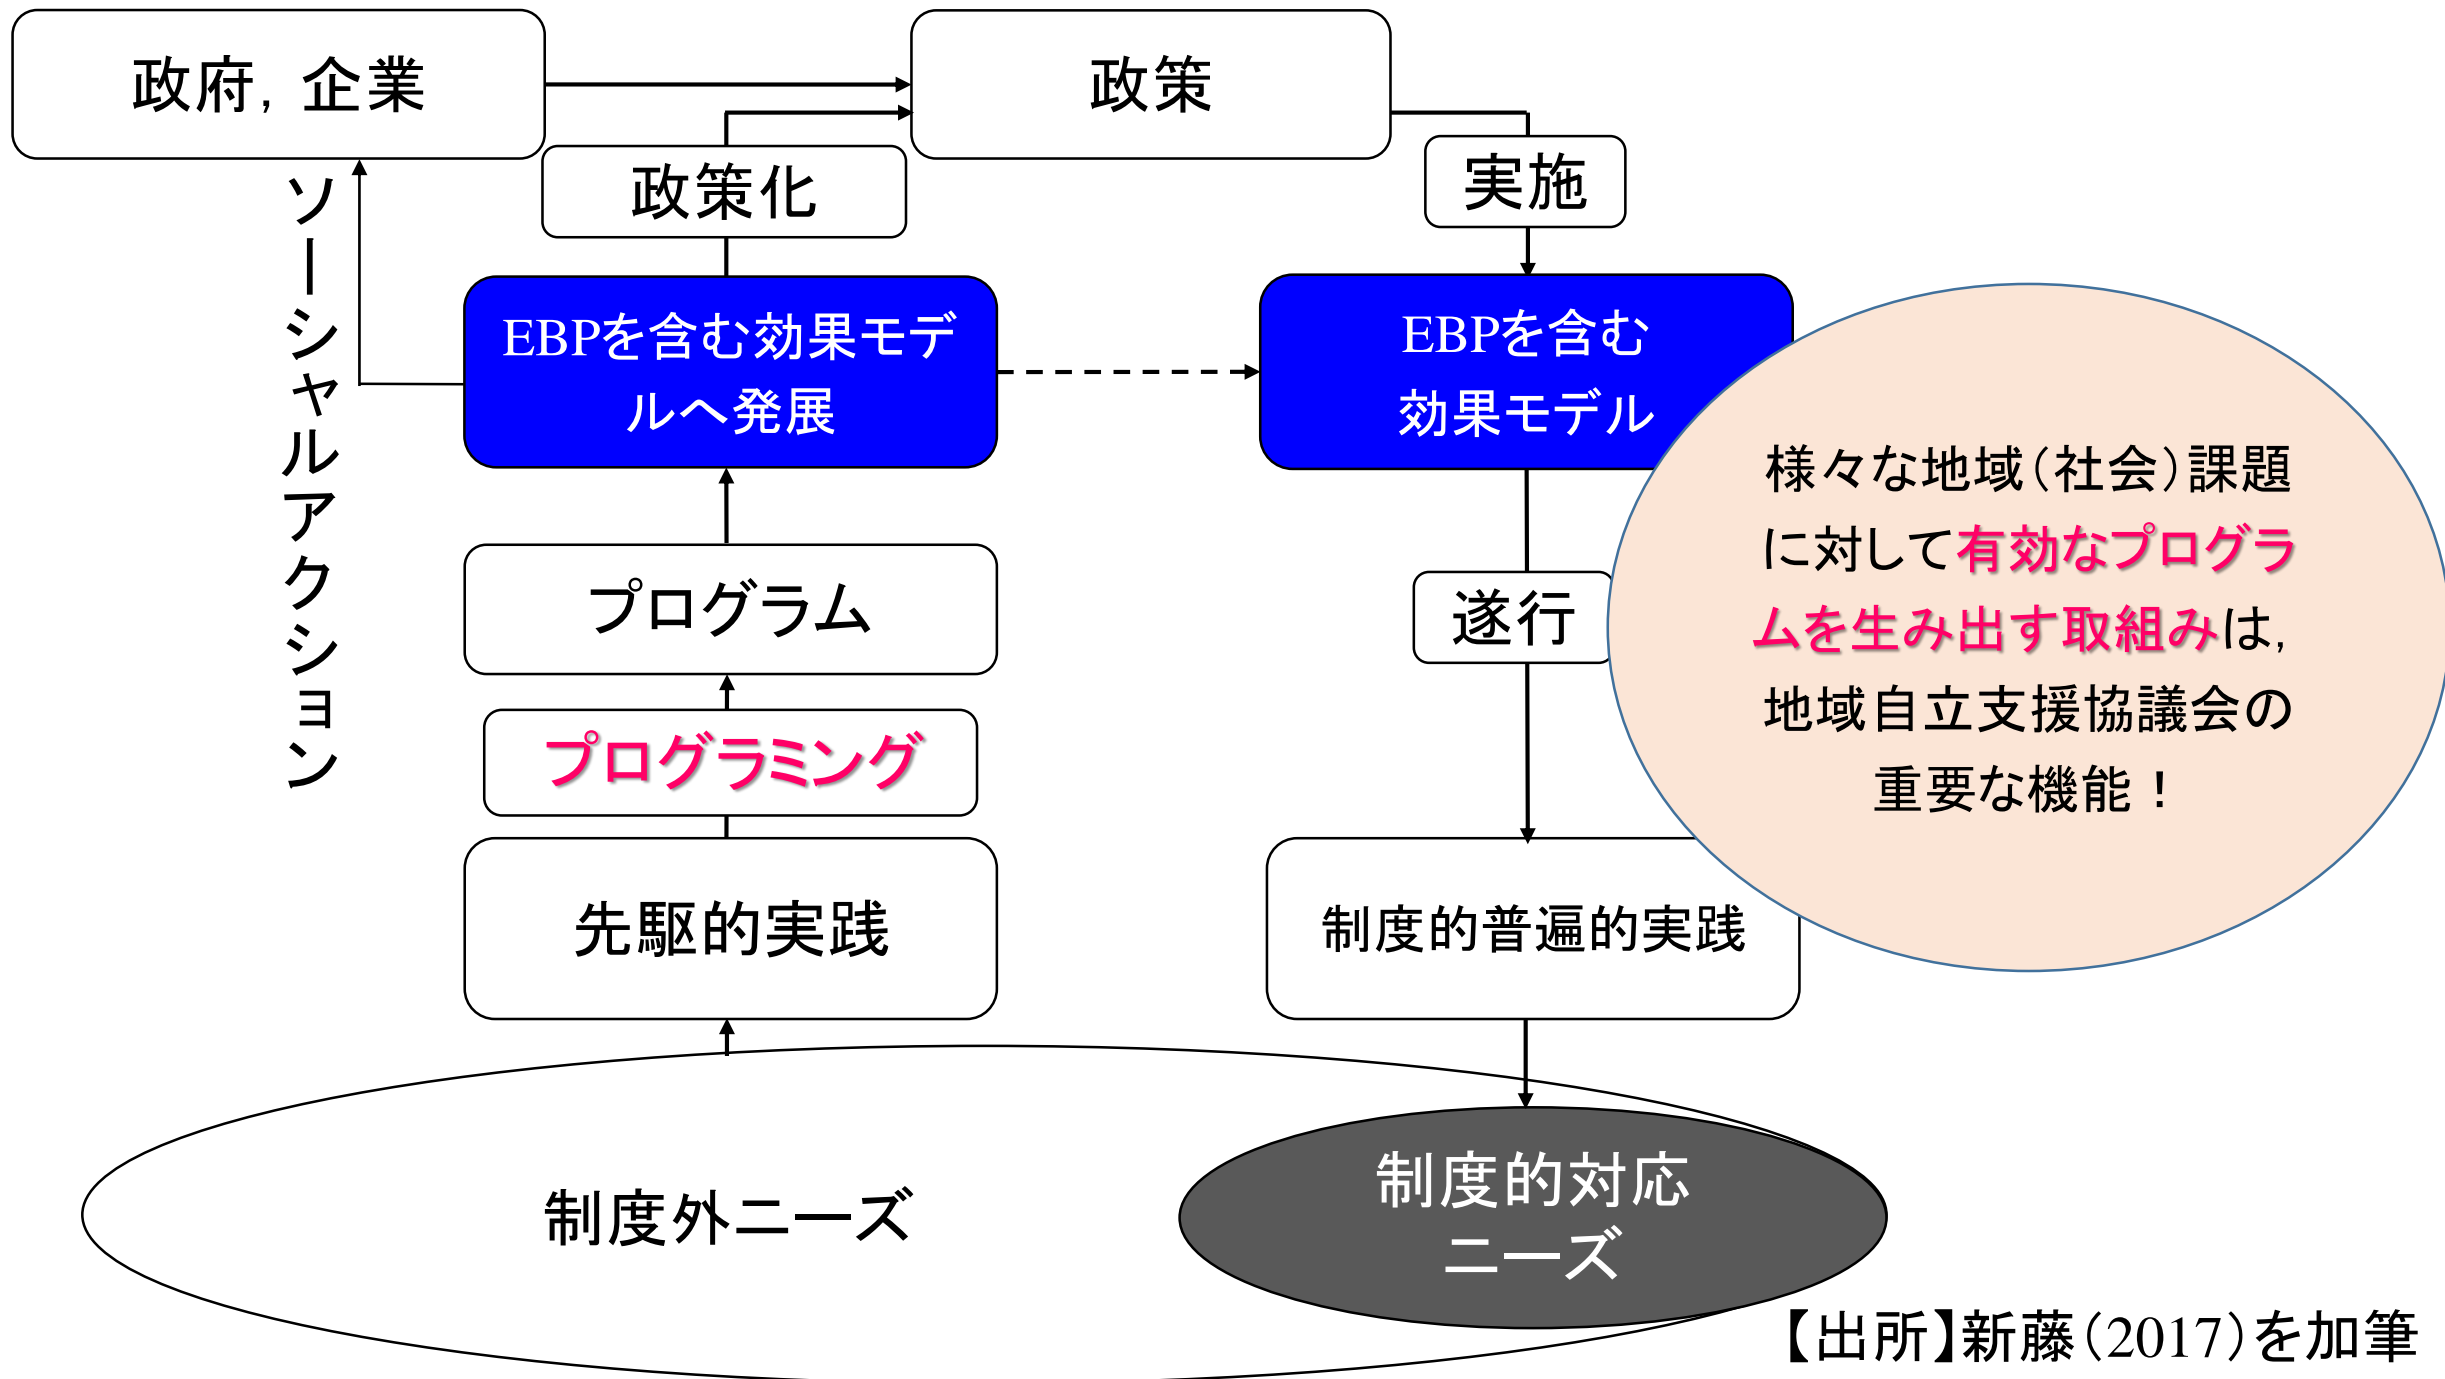 政府，企業
政策
政策化
実施
ソーシャルアクション
EBPを含む効果モデ
ルへ発展
EBPを含む
効果モデル
様々な地域（社会）課題
に対して有効なプログラ
ムを生み出す取組みは，
地域自立支援協議会の
重要な機能！
プログラム
遂行
プログラミング
先駆的実践
制度的普遍的実践
制度外ニーズ
制度的対応
ニーズ
【出所】新藤（2017）を加筆